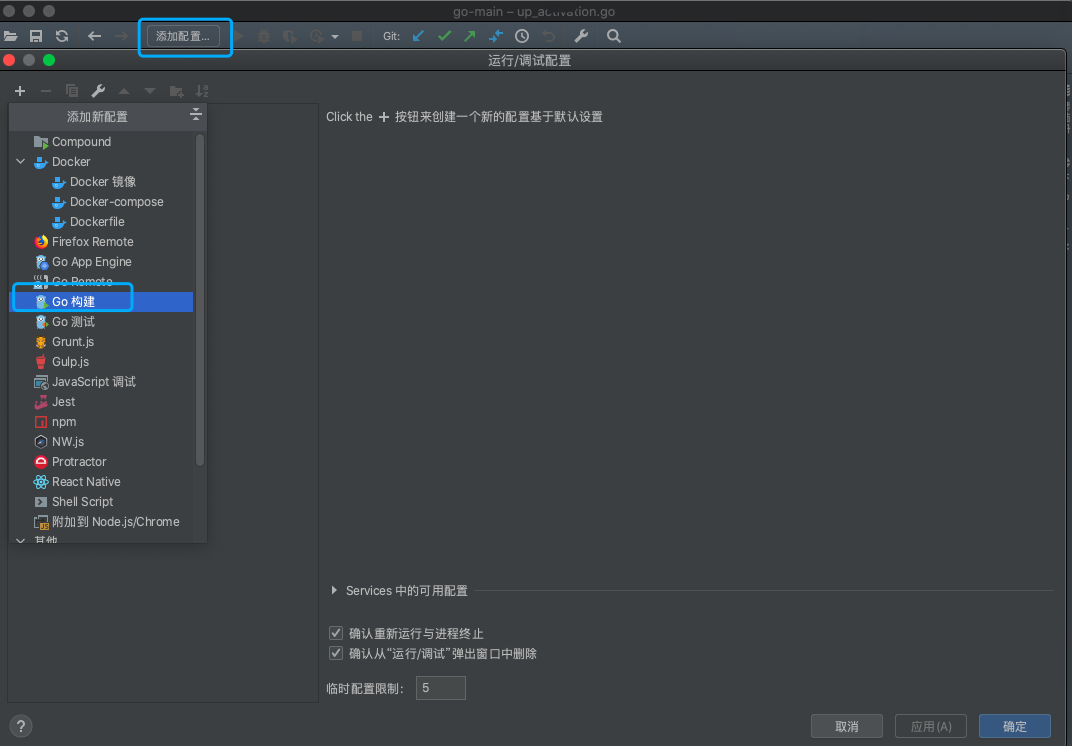 go-main – up_activation.go
添加配置...
Git:
运行/调试配置
添加新配置
Click the + 按钮来创建一个新的配置基于默认设置
Compound
Docker
Docker 镜像
Docker-compose
Dockerfile
Firefox Remote
Go App Engine
Go Remote
Go 构建
Go 测试
Grunt.js
Gulp.js
JavaScript 调试
Jest
npm
NW.js
Protractor
React Native
Shell Script
附加到 Node.js/Chrome
其他
Services 中的可用配置
确认重新运行与进程终止
确认从“运行/调试”弹出窗口中删除
临时配置限制:
5
?
取消
应用(A)
确定